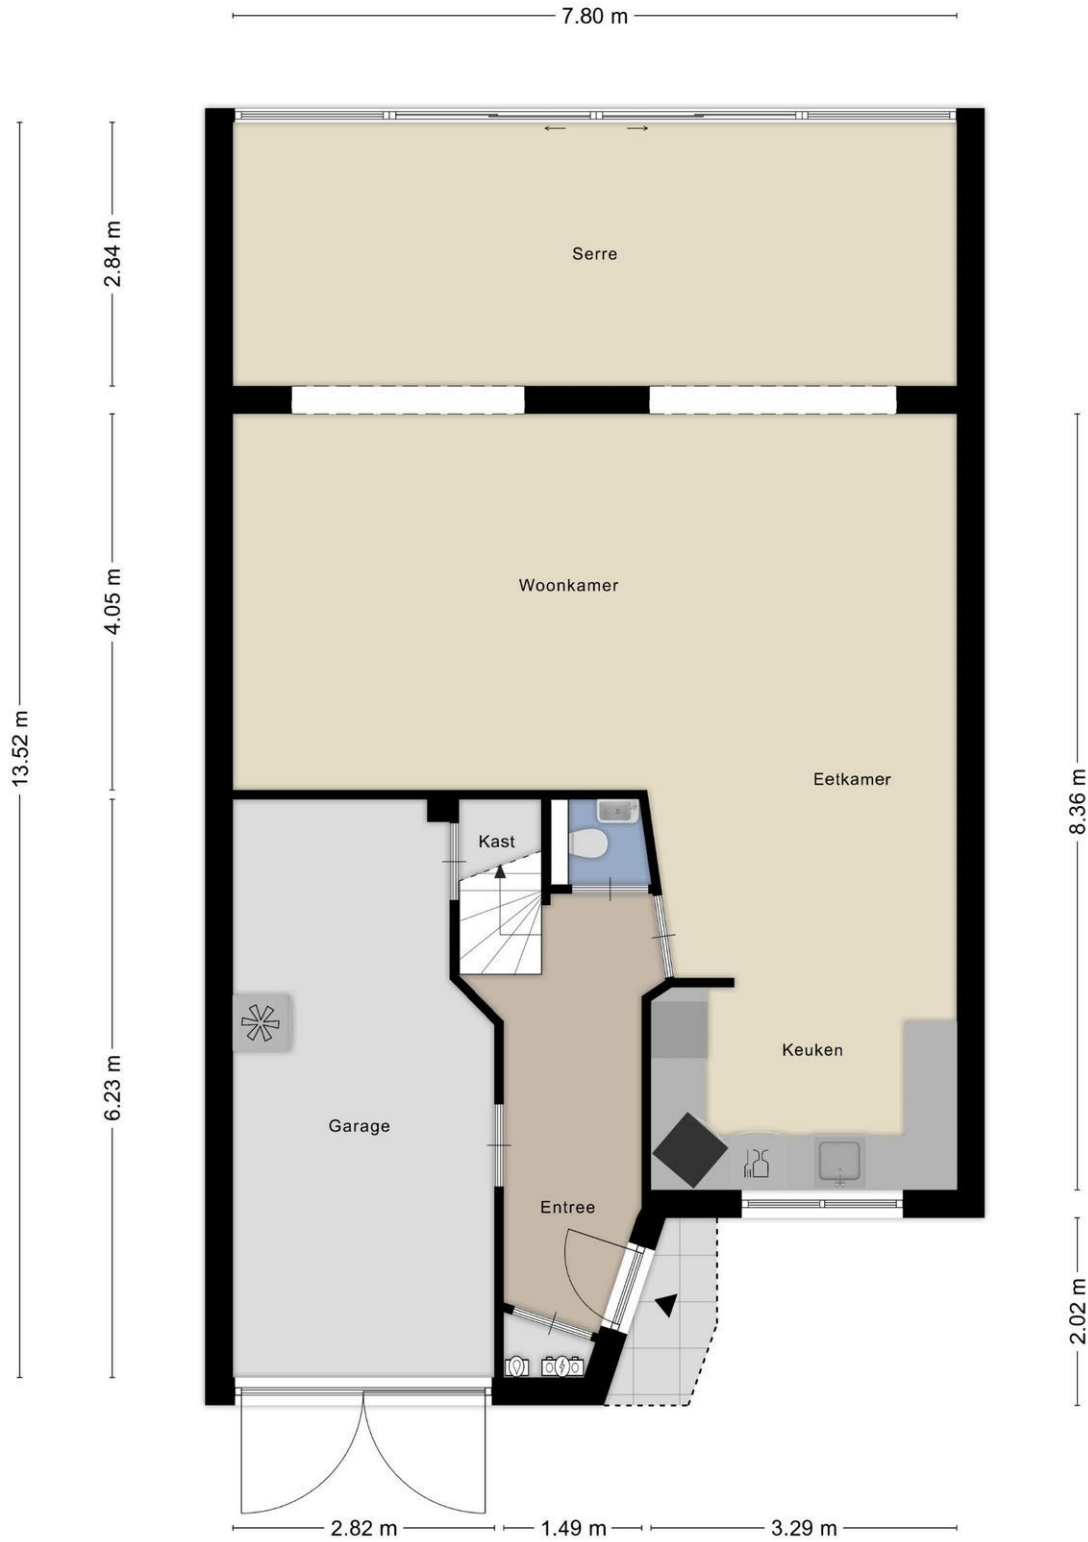 7.80 m
2.84 m
Serre
4.05 m
Woonkamer
13.52 m
Eetkamer
8.36 m
Kast
Keuken
6.23 m
Garage
Entree
2.02 m
2.82 m
1.49 m
3.29 m